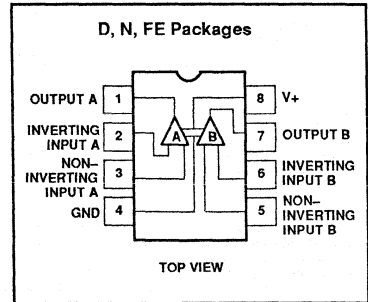 D, N, FE Packages
OUTPUT A 1
INVERTING INPUT A 2
NON–INVERTING INPUT A 3
GND 4
8 V+
7 OUTPUT B
6 INVERTING INPUT B
5 NON–INVERTING INPUT B
A B
TOP VIEW